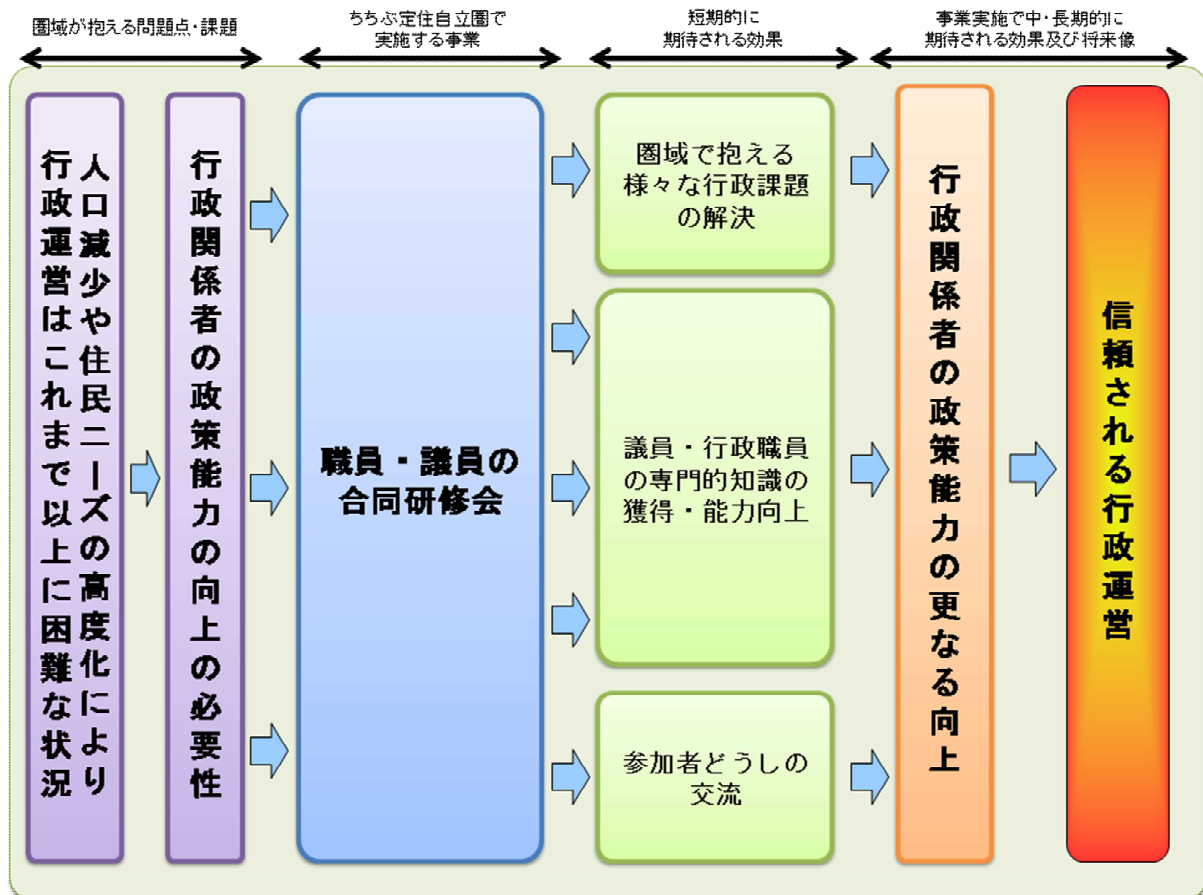 圏域が抱える問題点・課題
ちちぶ定住自立圏で
実施する事業
短期的に
期待される効果
事業実施で中・長期的に
期待される効果及び将来像
人口減少や住民ニーズの高度化により
行政運営はこれまで以上に困難な状況
行政関係者の政策能力の向上の必要性
職員・議員の
合同研修会
圏域で抱える
様々な行政課題
の解決
議員・行政職員
の専門的知識の
獲得・能力向上
参加者どうしの
交流
行政関係者の政策能力の更なる向上
信頼される行政運営